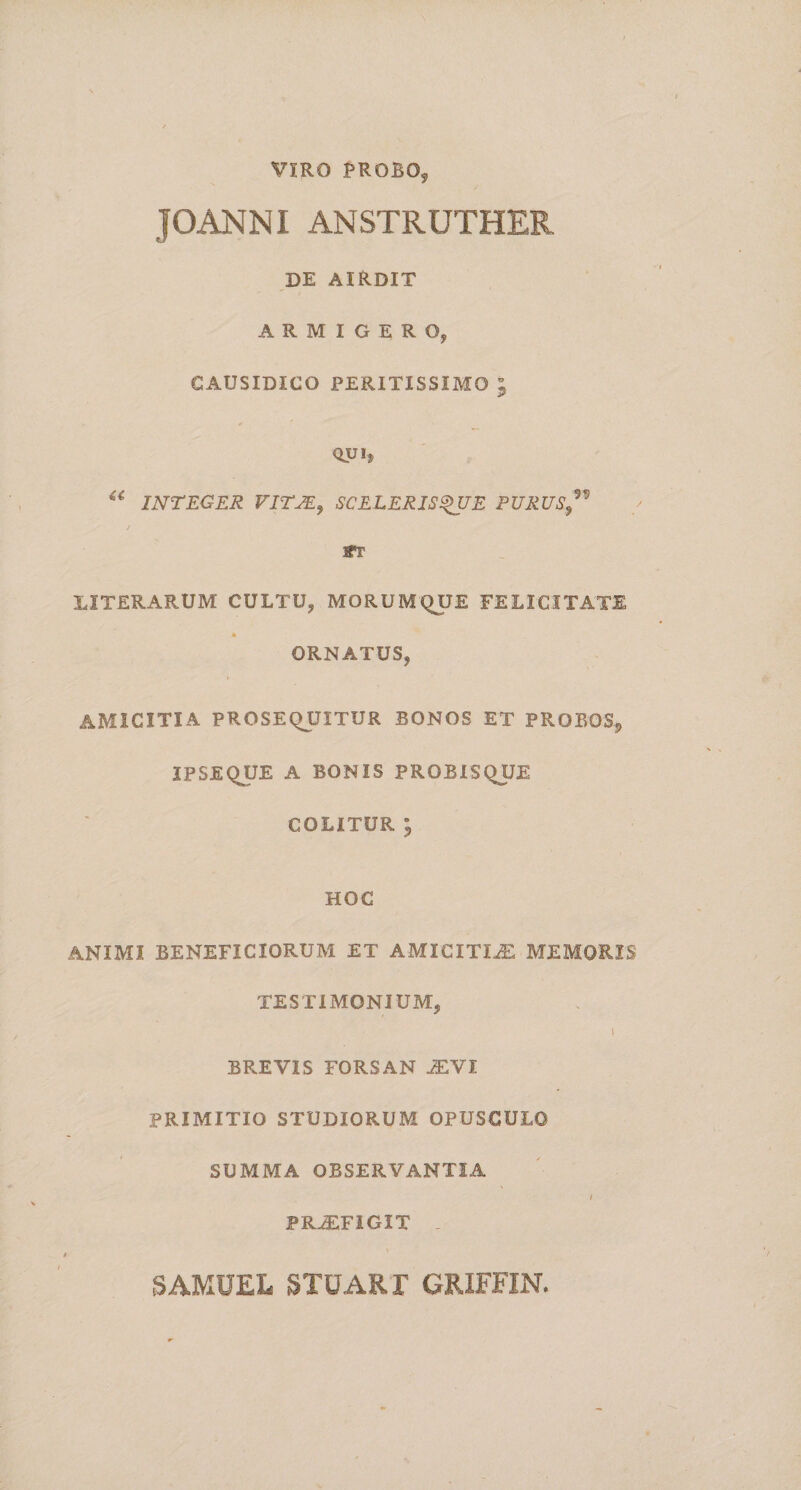 VIRO PROBO,
JOANNI ANSTRUTHER
DE AIRDIT
ARMIGERO,
CAUSIDICO PERITISSIMO;
QUI,
“INTEGER VITÆ, SCELERISQUE PURUS,”
ET
LITERARUM CULTU, MORUMQUE FELICITATE
ORNATUS,
AMICITIA PROSEQUITUR BONOS ET PROBOS,
IPSEQUE A BONIS PROBISQUE
COLITUR;
HOC
ANIMI BENEFICIORUM ET AMICITIÆ MEMORIS
TESTIMONIUM,
BREVIS FORSAN ÆVI
PRIMITIO STUDIORUM OPUSCULO
SUMMA OBSERVANTIA
PRÆFIGIT
SAMUEL STUART GRIFFIN.